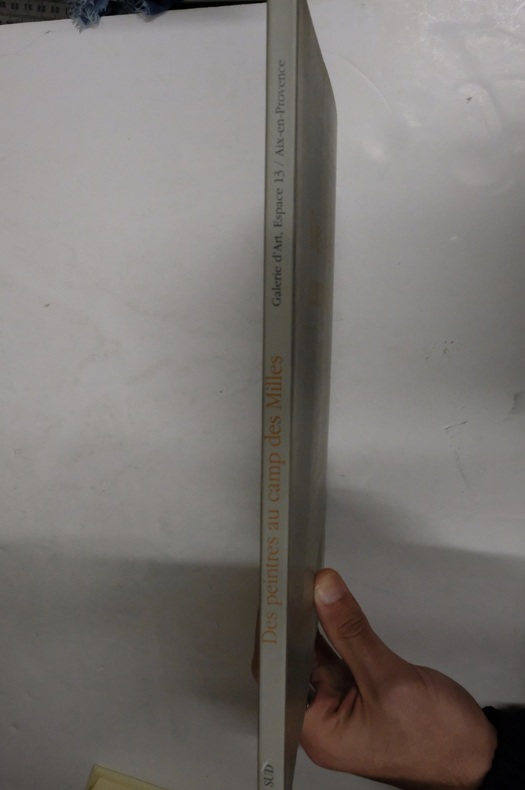 SUD
Des peintres au camp des Milles
Galerie d'Art, Espace 13 / Aix-en-Provence